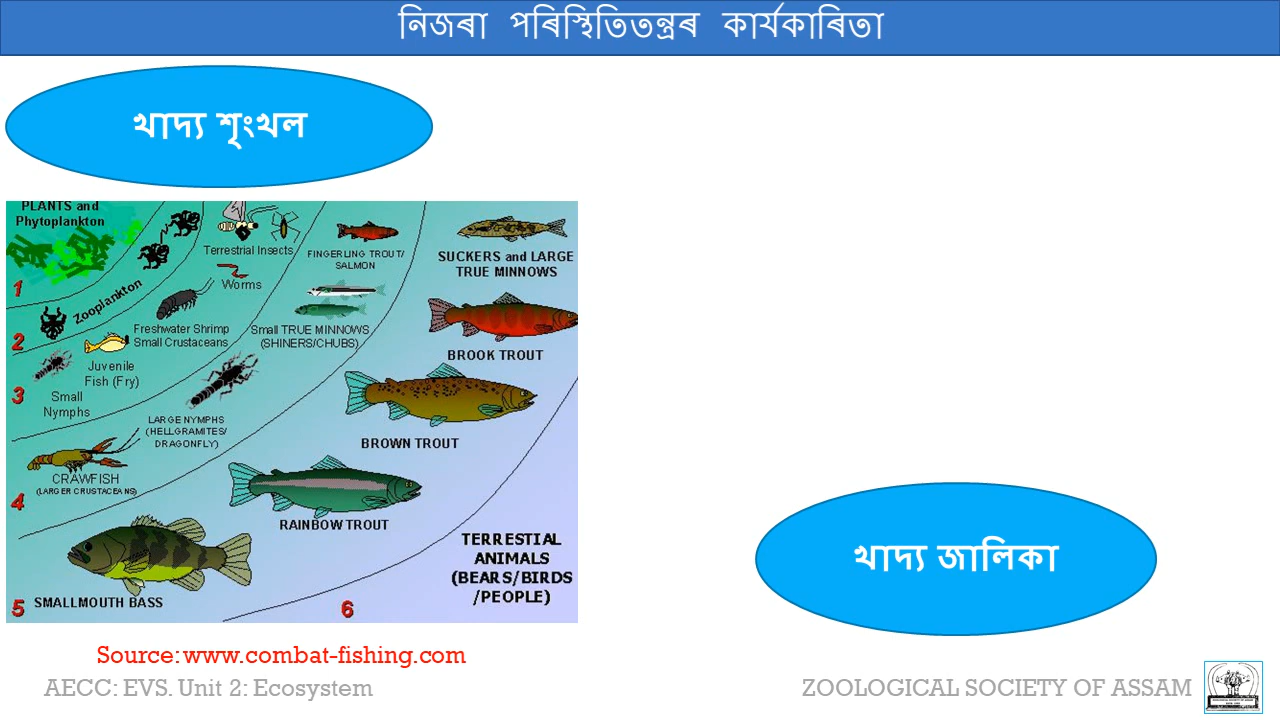 নিজৰা পৰিস্থিতিতন্ত্ৰৰ কাৰ্যকাৰিতা
খাদ্য শৃংখল
PLANTS and
Phytoplankton
1
Zooplankton
2
Terrestrial Insects
Worms
Freshwater Shrimp
Small Crustaceans
Juvenile
Fish (Fry)
3
Small
Nymphs
FINGERLING TROUT/
SALMON
Small TRUE MINNOWS
(SHINERS/CHUBS)
LARGE NYMPHS
(HELLGRAMITES/
DRAGONFLY)
CRAWFISH
(LARGER CRUSTACEANS)
4
SUCKERS and LARGE
TRUE MINNOWS
BROOK TROUT
BROWN TROUT
RAINBOW TROUT
5 SMALLMOUTH BASS
TERRESTIAL
ANIMALS
(BEARS/BIRDS
/PEOPLE)
6
খাদ্য জালিকা
Source: www.combat-fishing.com
AECC: EVS. Unit 2: Ecosystem
ZOOLOGICAL SOCIETY OF ASSAM